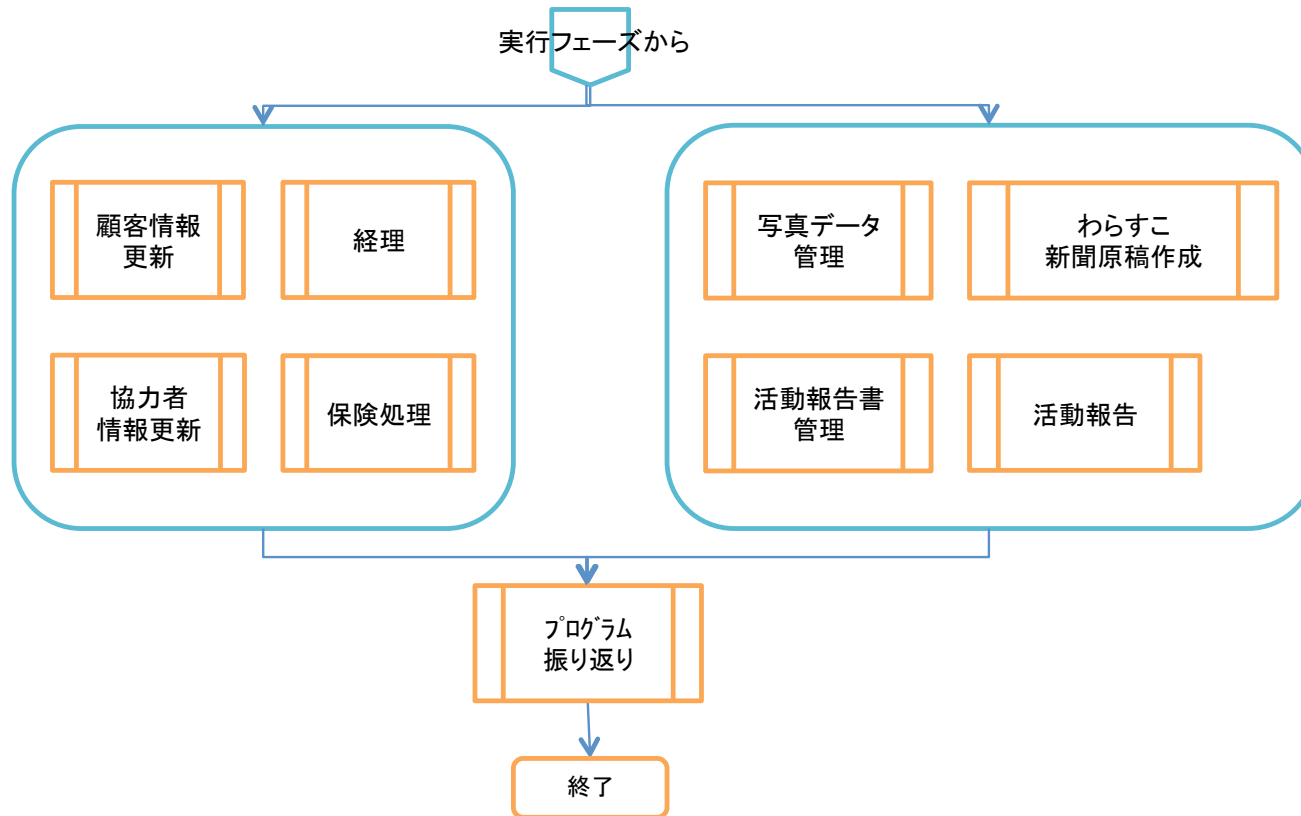 実行フェーズから
顧客情報
更新
経理
協力者
情報更新
保険処理
写真データ
管理
わらすこ
新聞原稿作成
活動報告書
管理
活動報告
ﾌﾟﾛｸﾞﾗﾑ
振り返り
終了